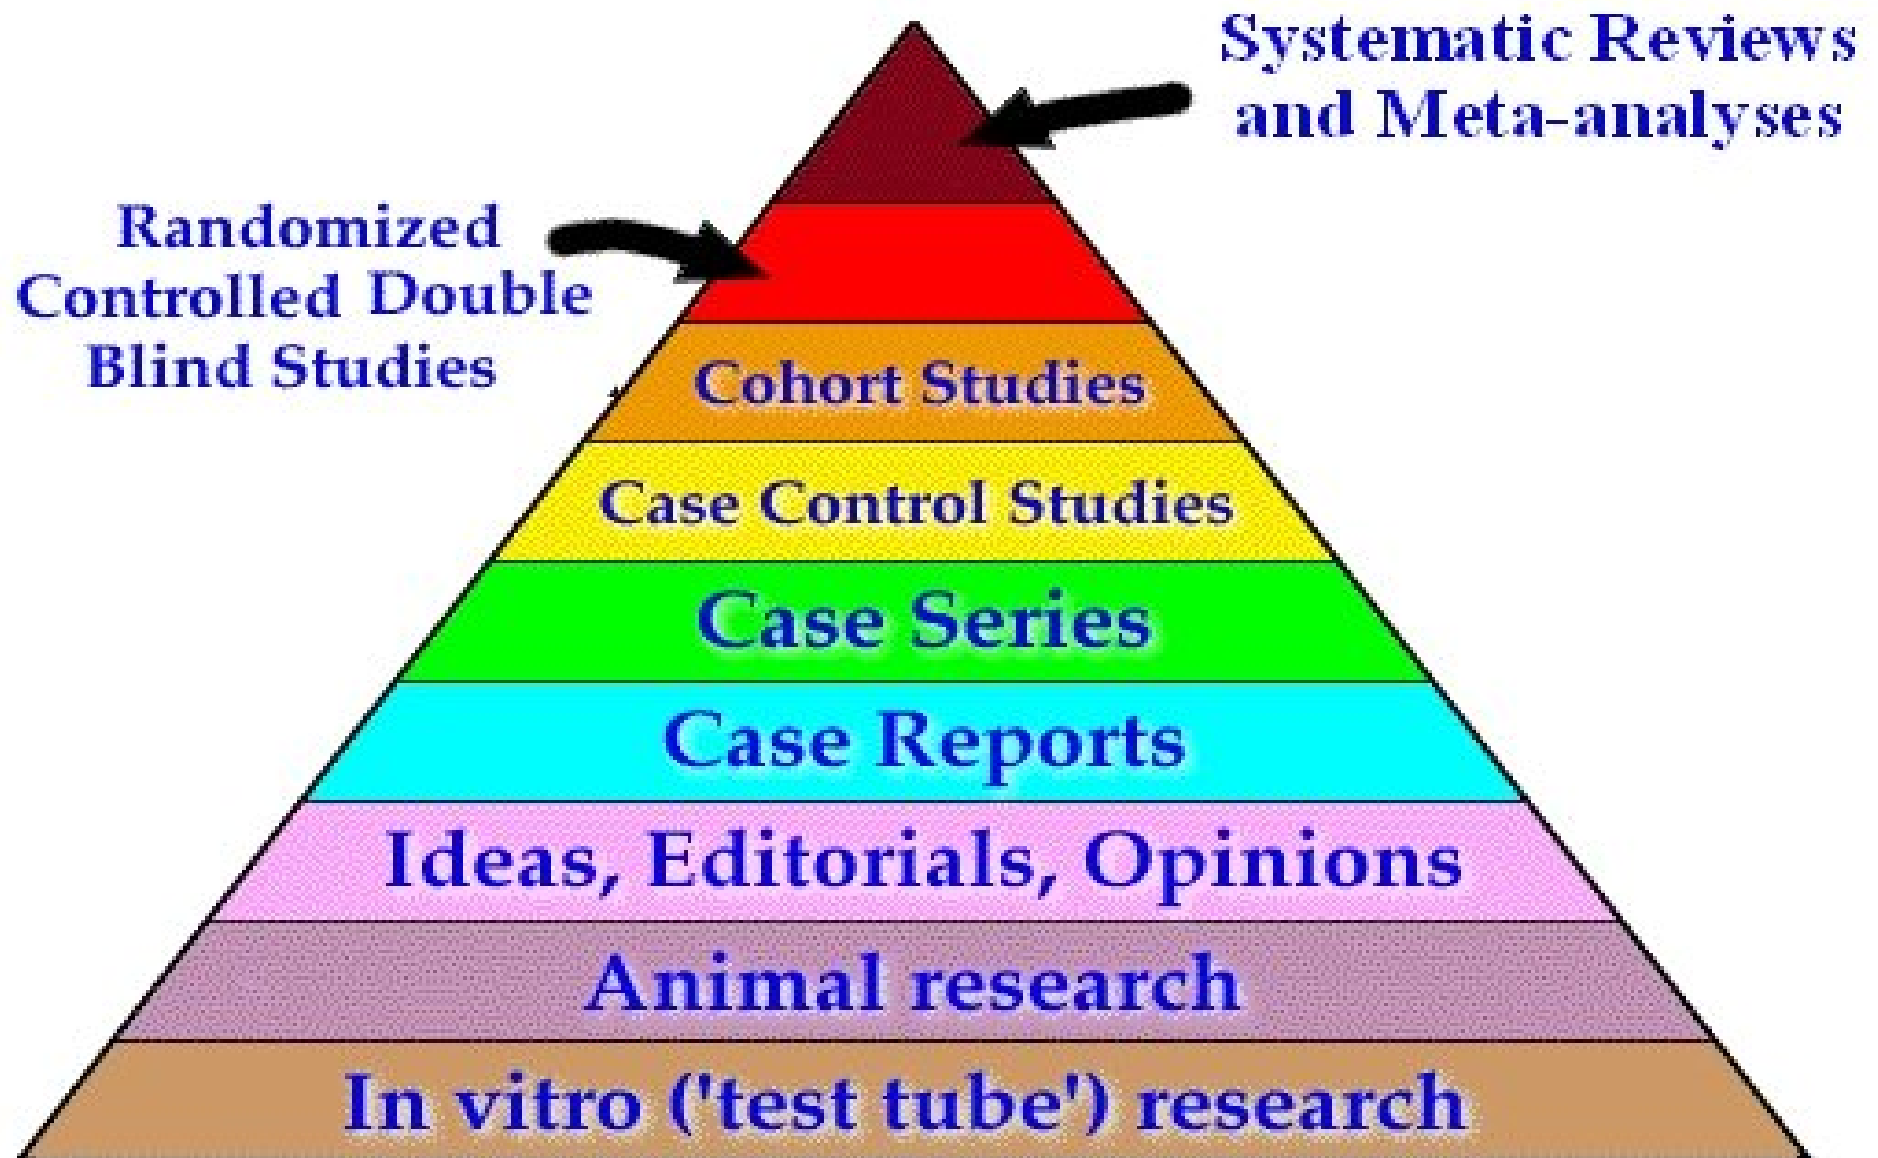 Systematic Reviews
and Meta-analyses
Randomized
Controlled Double
Blind Studies
Cohort Studies
Case Control Studies
Case Series
Case Reports
Ideas, Editorials, Opinions
Animal research
In vitro ('test tube') research